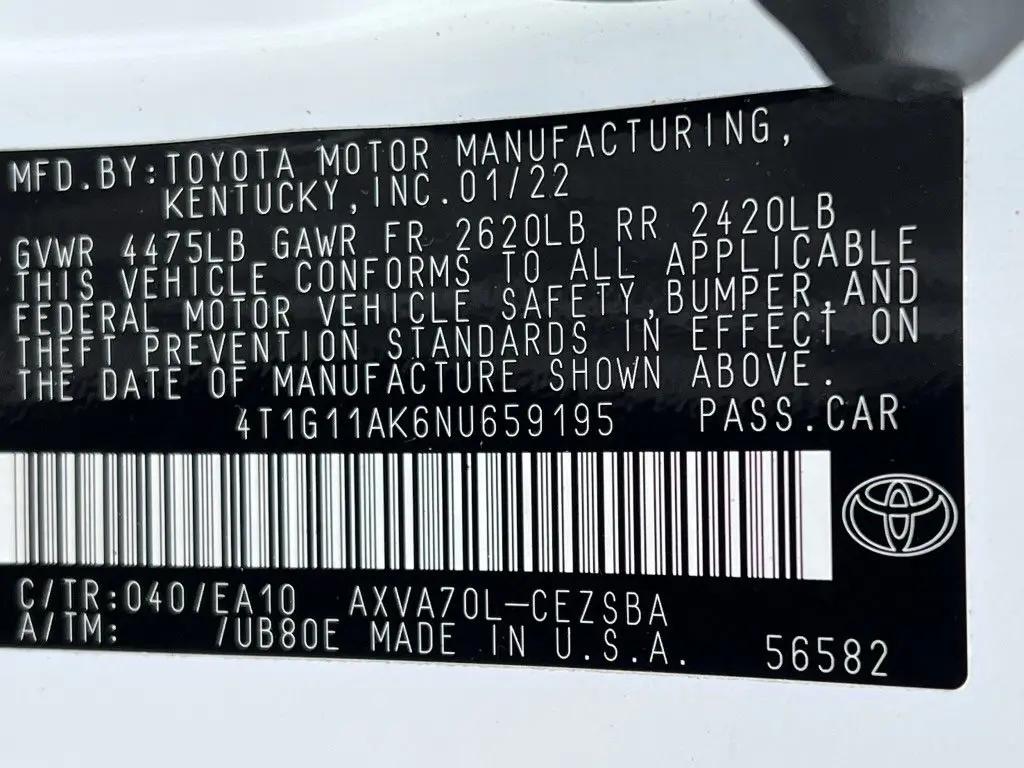 MFD.BY:TOYOTA MOTOR MANUFACTURING,
KENTUCKY,INC.01/22
GVWR 4475LB GAWR FR 2620LB RR 2420LB
THIS VEHICLE CONFORMS TO ALL APPLICABLE
FEDERAL MOTOR VEHICLE SAFETY,BUMPER,AND
THEFT PREVENTION STANDARDS IN EFFECT ON
THE DATE OF MANUFACTURE SHOWN ABOVE.
4T1G11AK6NU659195 PASS.CAR
C/TR:040/EA10 AXVA70L-CEZSBA
A/TM: /UB80E MADE IN U.S.A. 56582